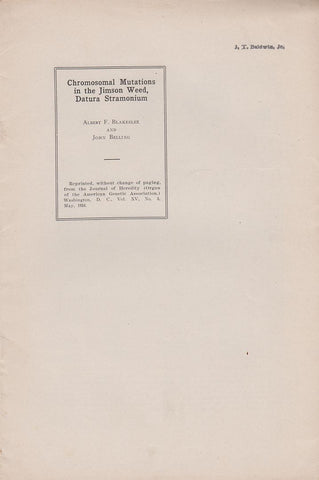 J. T. Baldwin, Jr.
Chromosomal Mutations
in the Jimson Weed,
Datura Stramonium
Albert F. Blakeslee
and
John Belling
Reprinted, without change of paging,
from the Journal of Heredity (Organ
of the American Genetic Association,)
Washington, D. C., Vol. XV, No. 5,
May, 1924